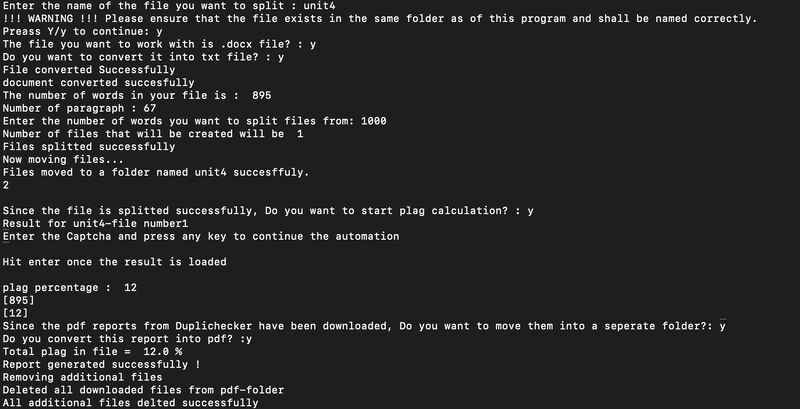 Enter the name of the file you want to split : unit4
!!! WARNING !!! Please ensure that the file exists in the same folder as of this program and shall be named correctly.
Preass Y/y to continue: y
The file you want to work with is .docx file? : y
Do you want to convert it into txt file? : y
File converted Successfully
document converted succesfully
The number of words in your file is :  895
Number of paragraph : 67
Enter the number of words you want to split files from: 1000
Number of files that will be created will be  1
Files splitted successfully
Now moving files...
Files moved to a folder named unit4 succesffuly.
2
Since the file is splitted successfully, Do you want to start plag calculation? : y
Result for unit4-file number1
Enter the Captcha and press any key to continue the automation
Hit enter once the result is loaded
plag percentage :  12
[895]
[12]
Since the pdf reports from Duplichecker have been downloaded, Do you want to move them into a seperate folder?: y
Do you convert this report into pdf? :y
Total plag in file =  12.0 %
Report generated successfully !
Removing additional files
Deleted all downloaded files from pdf-folder
All additional files delted successfully